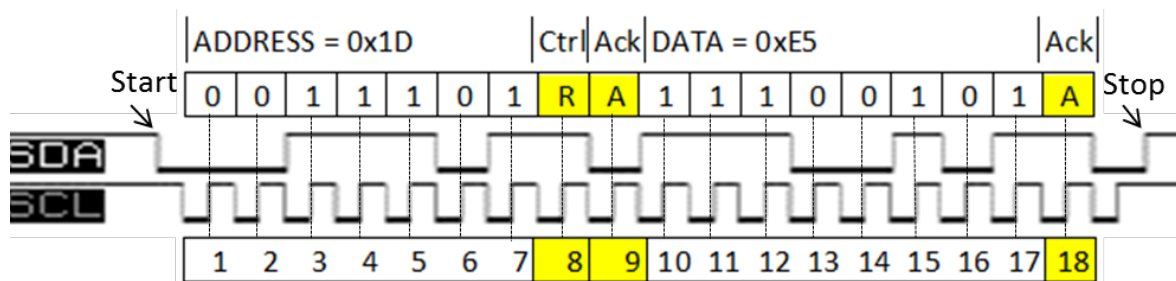 ADDRESS = 0x1D Ctrl Ack DATA = 0xE5 Ack
Start 0 0 1 1 1 0 1 R A 1 1 1 0 0 1 0 1 A Stop
SDA
SCL
1 2 3 4 5 6 7 8 9 10 11 12 13 14 15 16 17 18